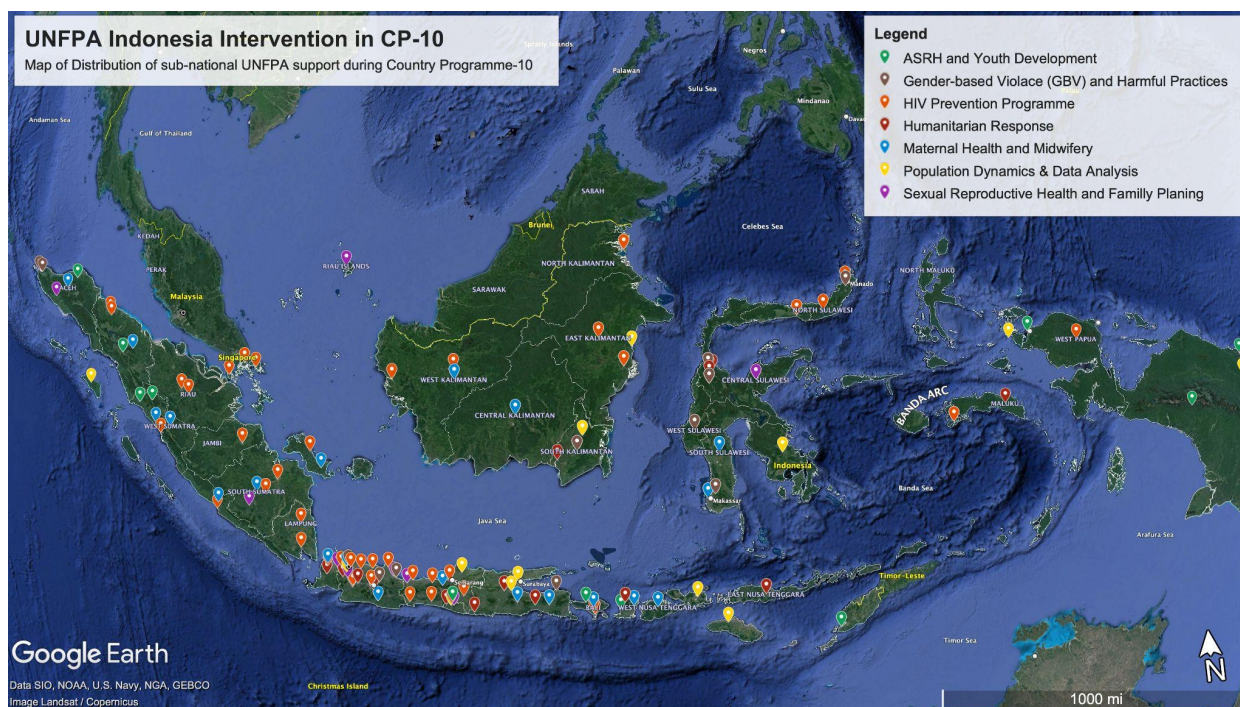 UNFPA Indonesia Intervention in CP-10
Map of Distribution of sub-national UNFPA support during Country Programme-10
Legend
ASRH and Youth Development
Gender-based Violace (GBV) and Harmful Practices
HIV Prevention Programme
Humanitarian Response
Maternal Health and Midwifery
Population Dynamics & Data Analysis
Sexual Reproductive Health and Familly Planing
Spratly Islands
Negros
Palawan
Sulu Sea
Mindanao
Andaman Sea
Gulf of Thailand
SABAH
Brunei
Celebes Sea
KEDAH
PERAK
RIAU ISLANDS
NORTH KALIMANTAN
NORTH MALUKU
ACEH
SARAWAK
Manado
Malaysia
NORTH SULAWESI
EAST KALIMANTAN
WEST PAPUA
Singapore
WEST KALIMANTAN
CENTRAL SULAWESI
RIAU
CENTRAL KALIMANTAN
BANDA ARC
MALUKU
WEST SUMATRA
WEST SULAWESI
JAMBI
SOUTH KALIMANTAN
SOUTH SULAWESI
Indonesia
SOUTH SUMATRA
Banda Sea
Makassar
LAMPUNG
Java Sea
Arafura Sea
Semarang
Surabaya
Timor-Leste
EAST NUSA TENGGARA
BALI
WEST NUSA TENGGARA
Timor Sea
Google Earth
Data SIO, NOAA, U.S. Navy, NGA, GEBCO
Image Landsat / Copernicus
Christmas Island
N
1000 mi